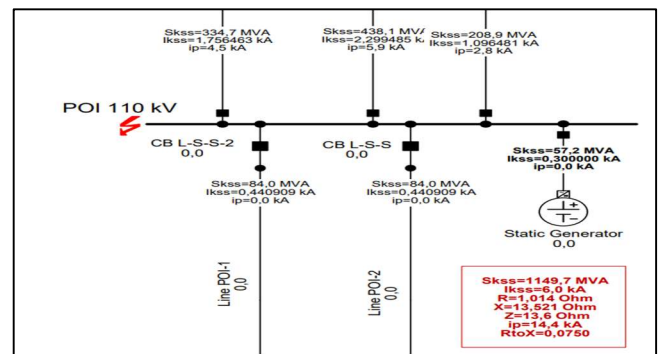 Skss=334,7 MVA
Ikss=1,756463 kA
ip=4,5 kA
Skss=438,1 MVA
Ikss=2,299485 kA
ip=5,9 kA
Skss=208,9 MVA
Ikss=1,096481 kA
ip=2,8 kA
POI 110 kV
CB L-S-S-2
0,0
CB L-S-S
0,0
Skss=57,2 MVA
Ikss=0,300000 kA
ip=0,0 kA
Skss=84,0 MVA
Ikss=0,440909 kA
ip=0,0 kA
Skss=84,0 MVA
Ikss=0,440909 kA
ip=0,0 kA
Static Generator
0,0
Line POI-1
0,0
Line POI-2
0,0
Skss=1149,7 MVA
Ikss=6,0 kA
R=1,014 Ohm
X=13,521 Ohm
Z=13,6 Ohm
ip=14,4 kA
RtoX=0,0750